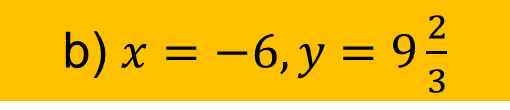 b) x = −6, y = 9 2/3